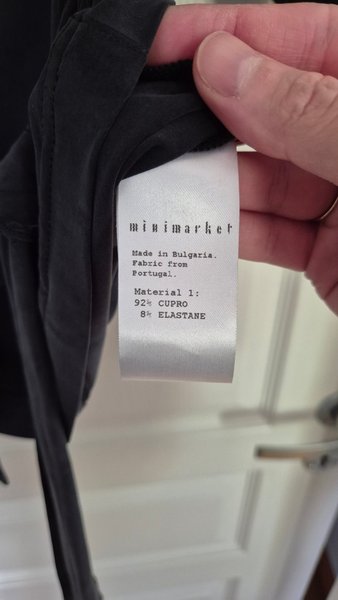 minimarket
Made in Bulgaria.
Fabric from
Portugal.
Material 1:
92% CUPRO
8% ELASTANE